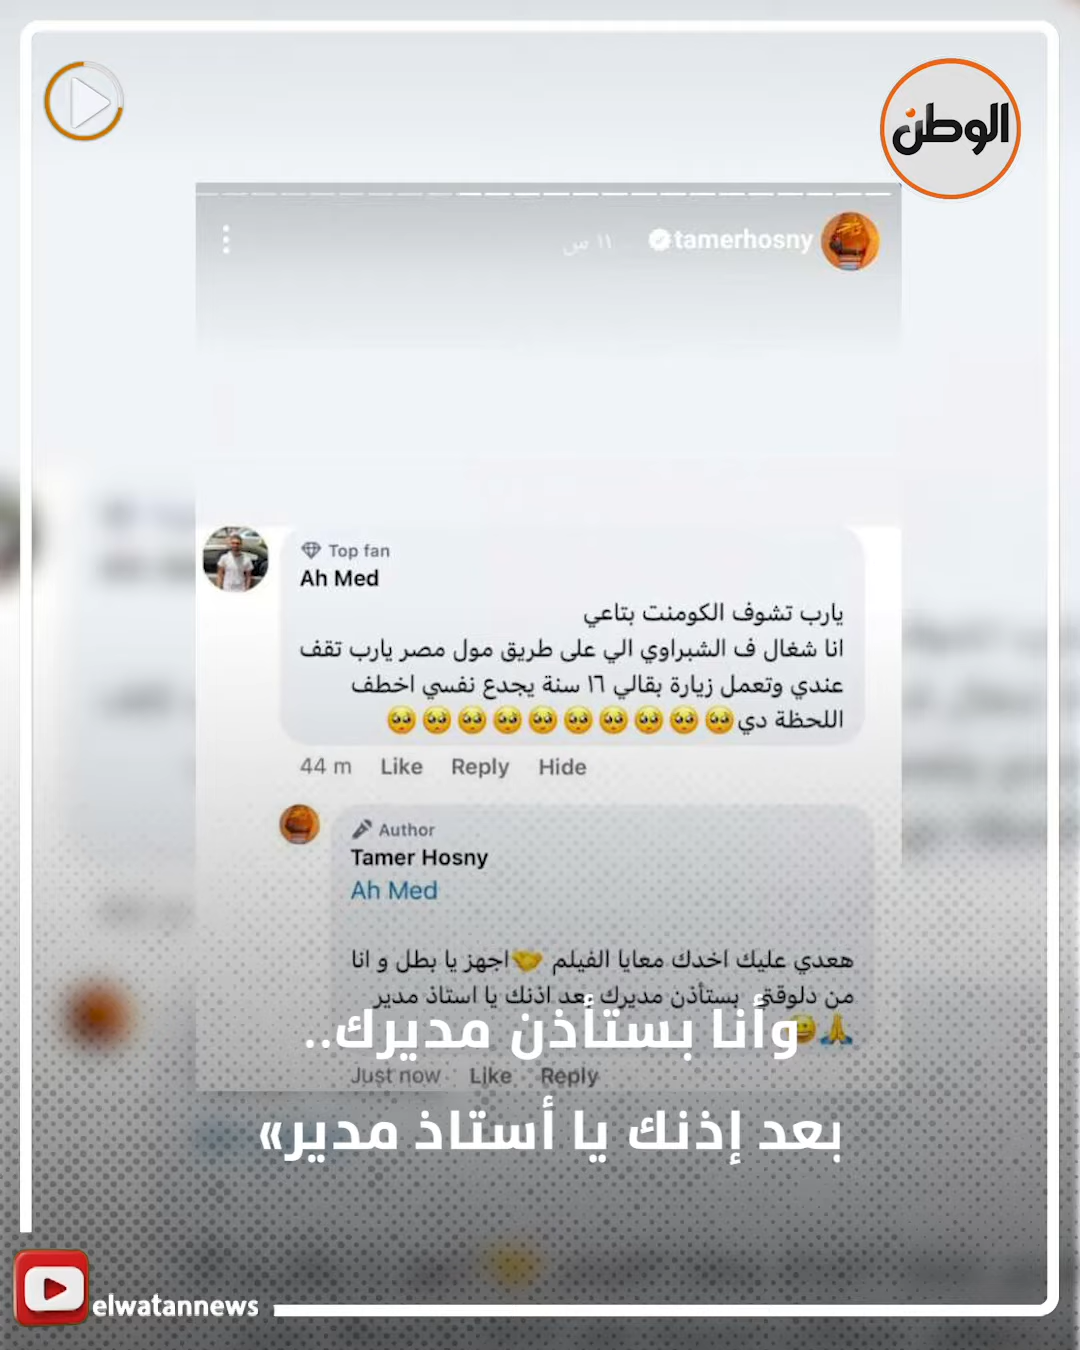 الوطن
tamerhosny
١١ س
Top fan
Ah Med
يارب تشوف الكومنت بتاعي
انا شغال ف الشبراوي الي على طريق مول مصر يارب تقف
عندي وتعمل زيارة بقالي ١٦ سنة يجدع نفسي اخطف
اللحظة دي🥺🥺🥺🥺🥺🥺🥺🥺🥺🥺
44 m Like Reply Hide
Author
Tamer Hosny
Ah Med
هعدي عليك اخدك معايا الفيلم 🤝اجهز يا بطل و انا
من دلوقتي بستأذن مديرك بعد اذنك يا استاذ مدير
🙏
وأنا بستأذن مديرك..
Just now Like Reply
بعد إذنك يا أستاذ مدير»
elwatannews